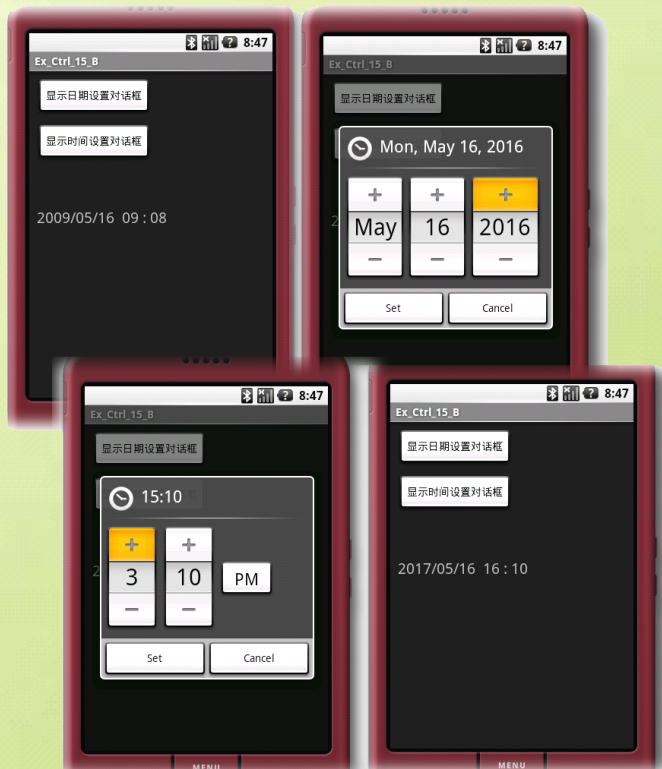 8:47
Ex_Ctrl_15_B
显示日期设置对话框
显示时间设置对话框
2009/05/16 09 : 08
8:47
Ex_Ctrl_15_B
显示日期设置对话框
Mon, May 16, 2016
+ + +
May 16 2016
- - -
2
Set Cancel
8:47
Ex_Ctrl_15_B
显示日期设置对话框
15:10
+ +
3 10 PM
- -
2
Set Cancel
MENU
8:47
Ex_Ctrl_15_B
显示日期设置对话框
显示时间设置对话框
2017/05/16 16 : 10
MENU